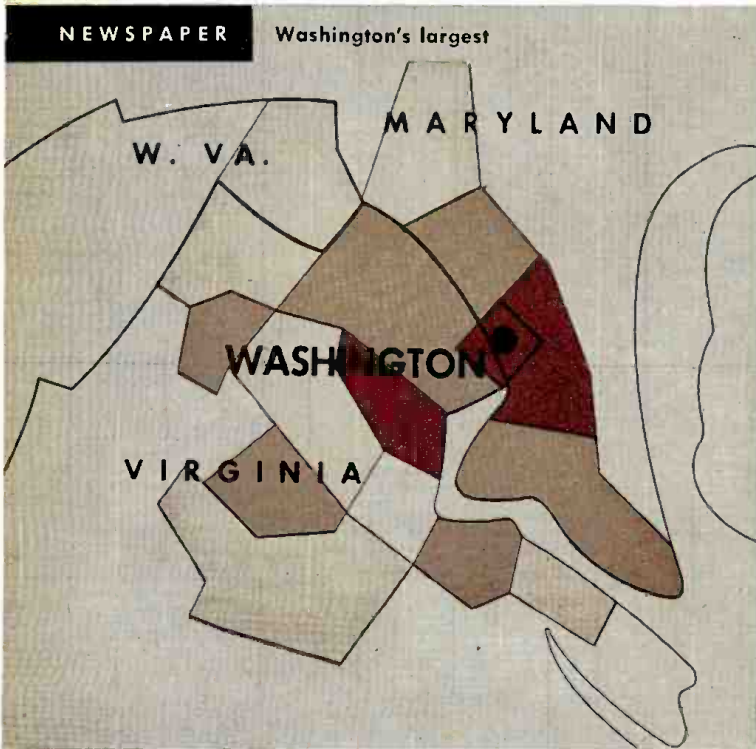 NEWSPAPER Washington's largest
MARYLAND
W. VA.
WASHINGTON
VIRGINIA